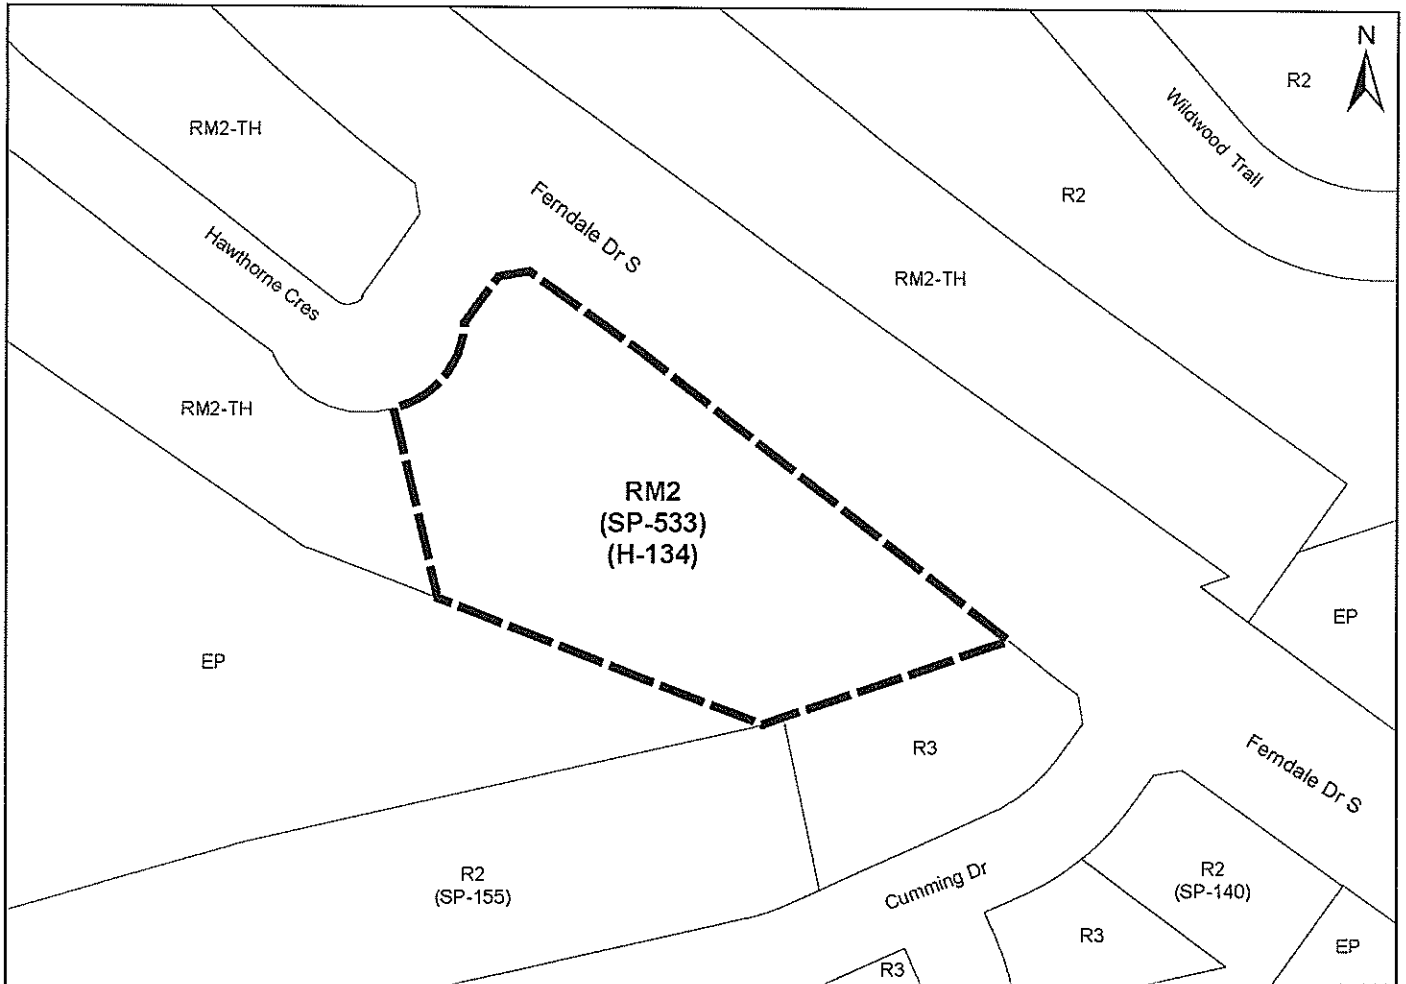 N
R2
RM2-TH
Wildwood Trail
R2
Ferndale Dr S
Hawthorne Cres
RM2-TH
RM2-TH
RM2
(SP-533)
(H-134)
EP
EP
R3
Ferndale Dr S
R2
(SP-155)
Cumming Dr
R2
(SP-140)
R3
EP
R3